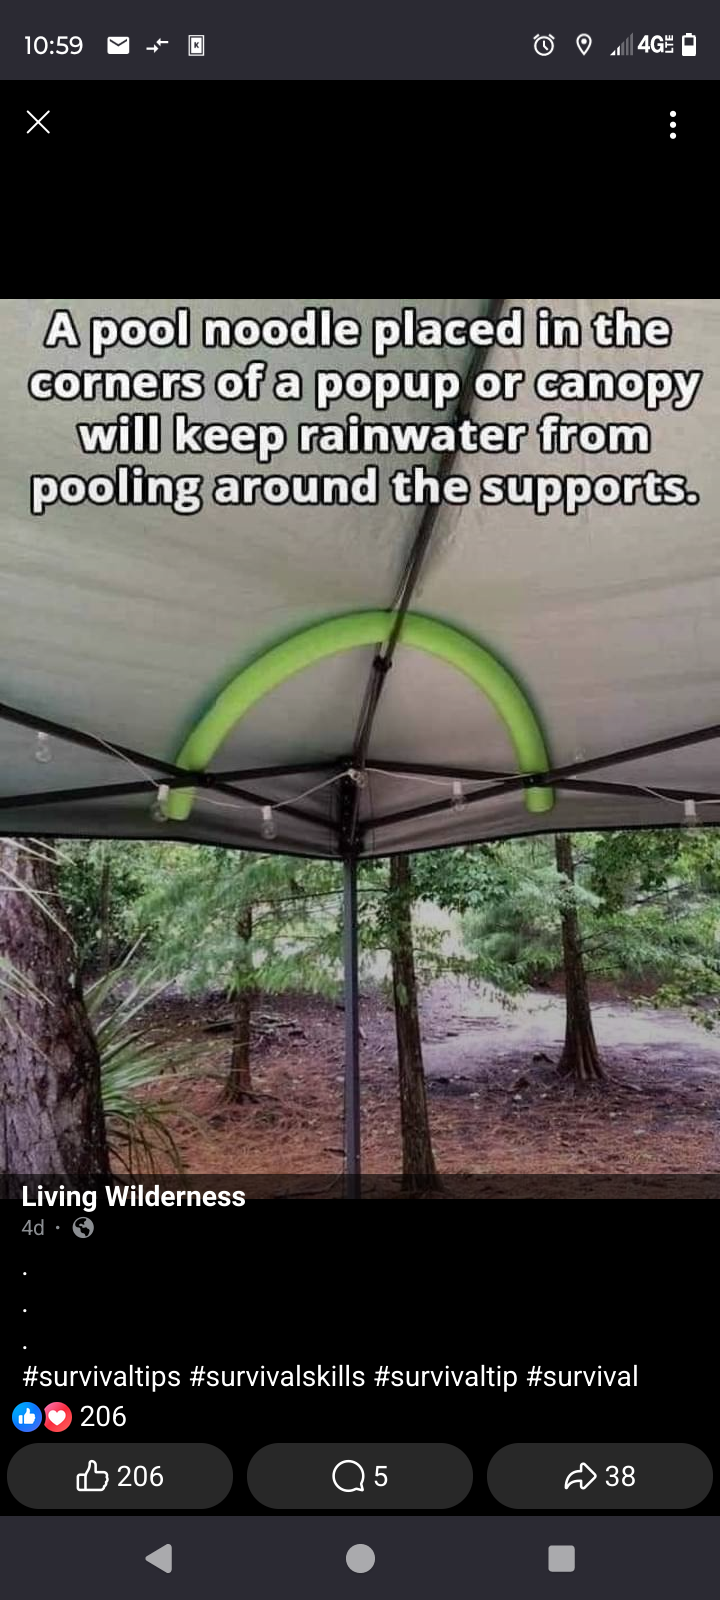 10:59
4G LTE
A pool noodle placed in the
corners of a popup or canopy
will keep rainwater from
pooling around the supports.
Living Wilderness
4d ·
.
.
.
#survivaltips #survivalskills #survivaltip #survival
206
206 5 38